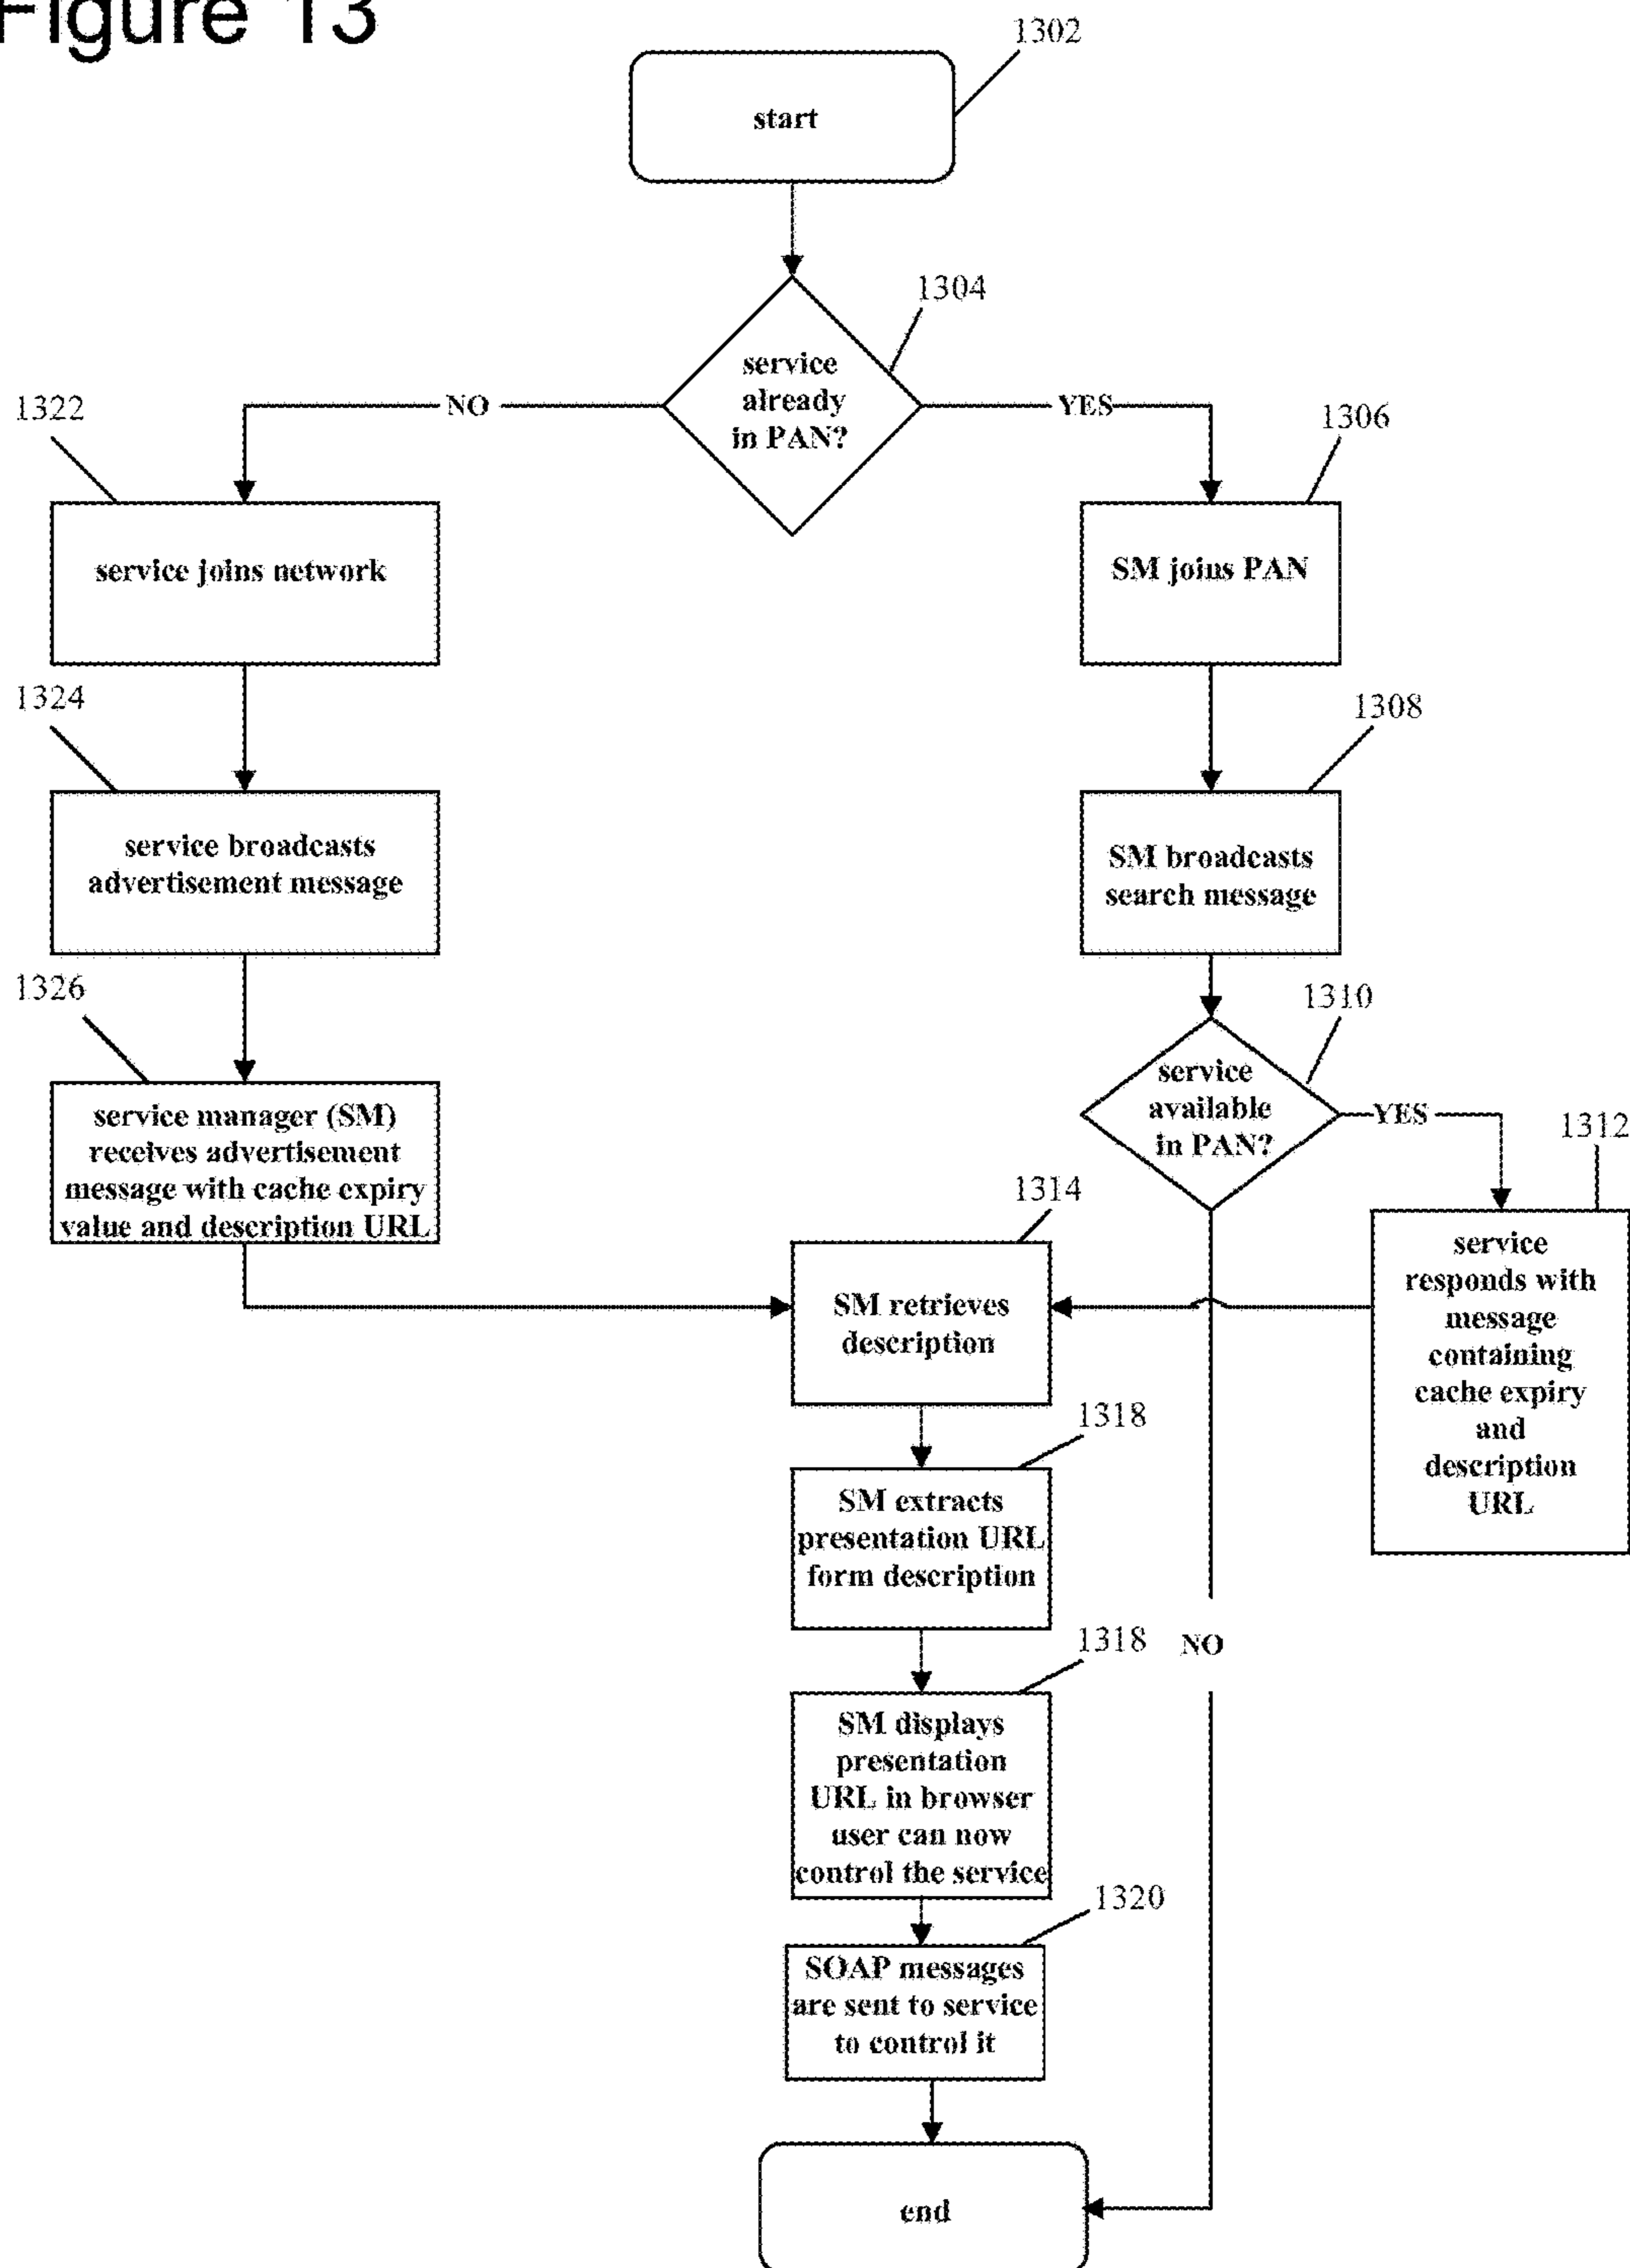 Figure 13
1302
start
1304
service
already
in PAN?
NO
YES
1322
1306
service joins network
SM joins PAN
1324
1308
service broadcasts
advertisement message
SM broadcasts
search message
1326
1310
service manager (SM)
receives advertisement
message with cache expiry
value and description URL
service
available
in PAN?
YES
1312
1314
service
responds with
message
containing
cache expiry
and
description
URL
SM retrieves
description
1318
SM extracts
presentation URL
form description
1318
NO
SM displays
presentation
URL in browser
user can now
control the service
1320
SOAP messages
are sent to service
to control it
end